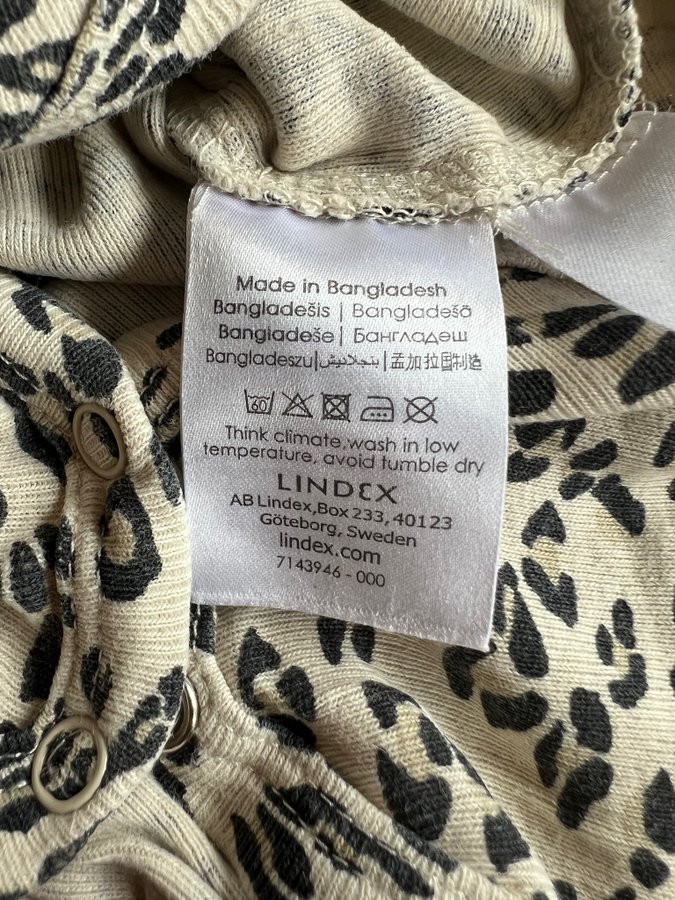 Made in Bangladesh
Bangladešis | Bangladešā
Bangladeše | Бангладеш
Bangladeszu | بنجلاديش | 孟加拉国制造
60
Think climate, wash in low
temperature, avoid tumble dry
LINDEX
AB Lindex, Box 233, 40123
Göteborg, Sweden
lindex.com
7143946 - 000